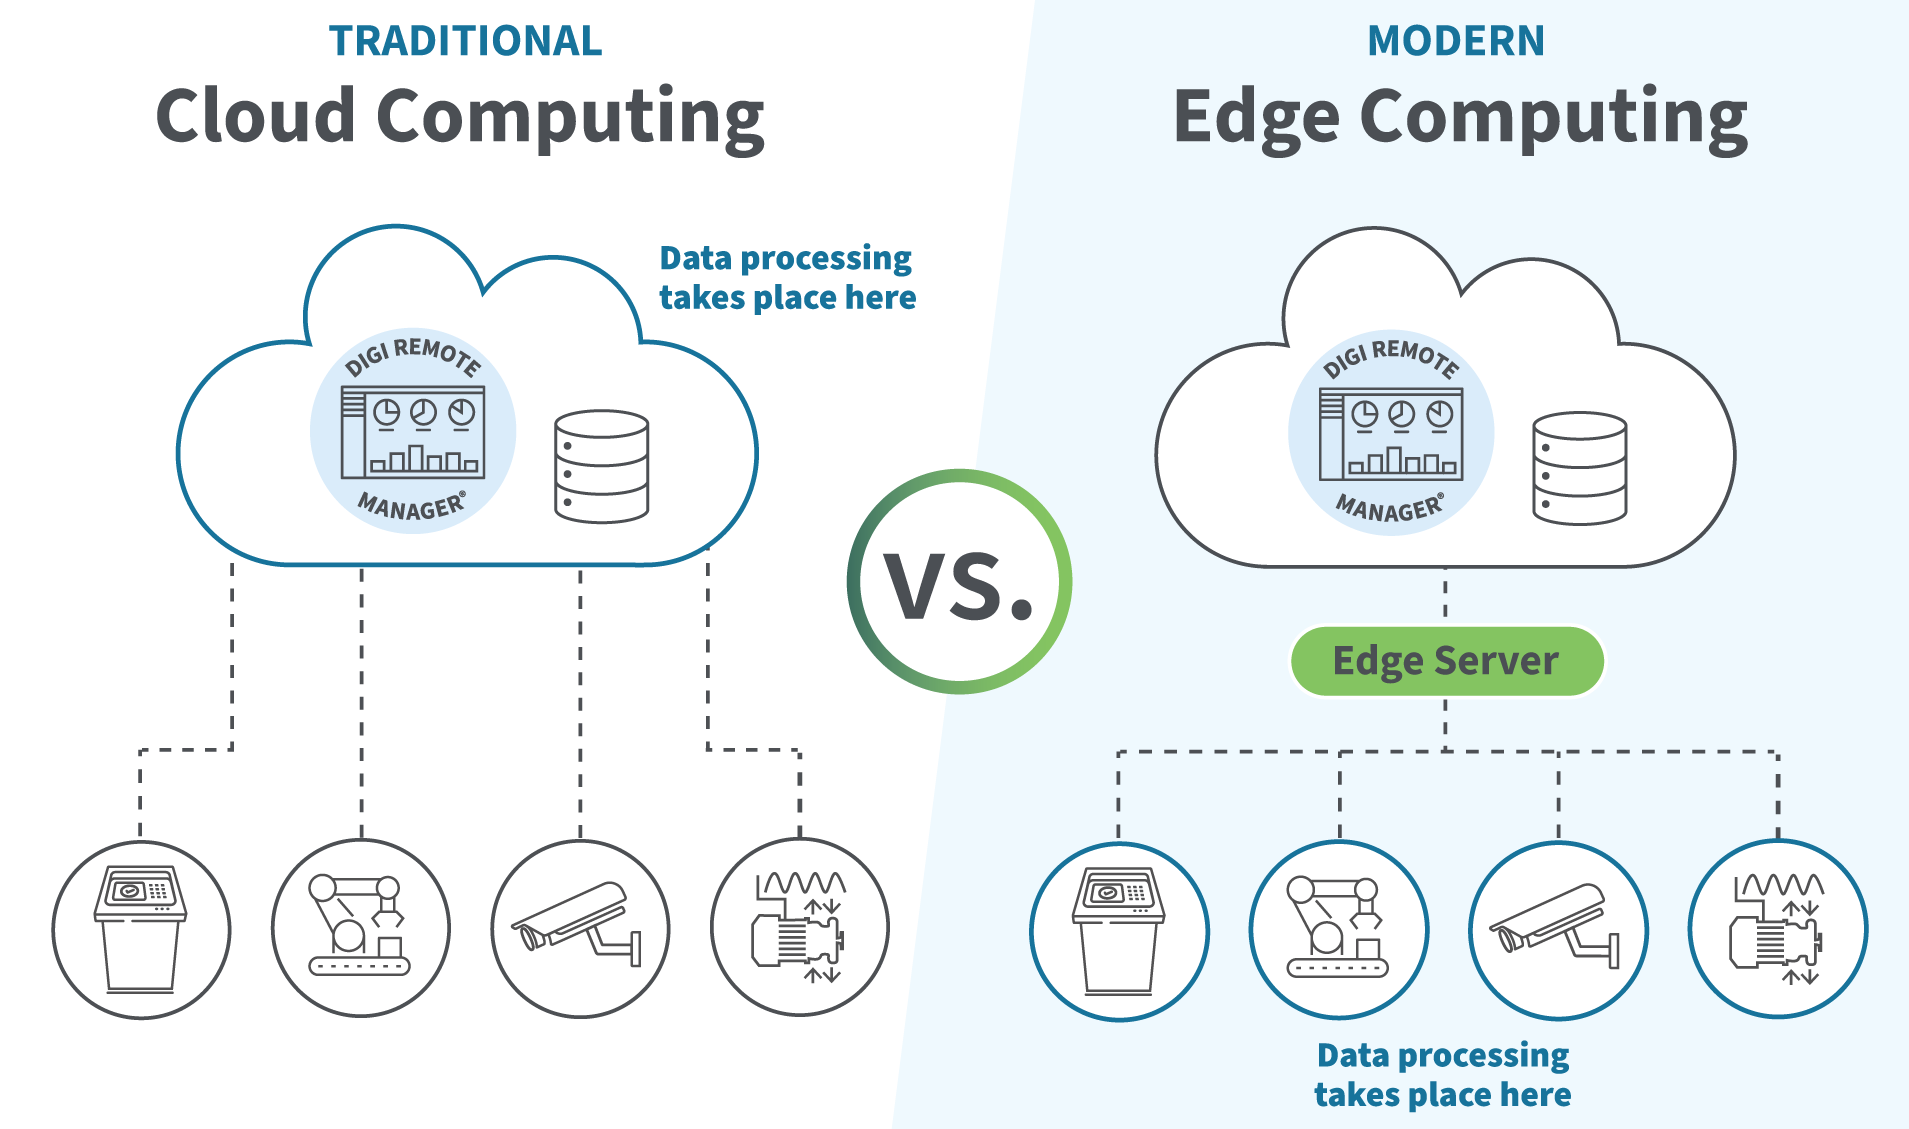 TRADITIONAL
Cloud Computing
Data processing
takes place here
DIGI REMOTE
MANAGER®
vs.
MODERN
Edge Computing
DIGI REMOTE
MANAGER®
Edge Server
Data processing
takes place here